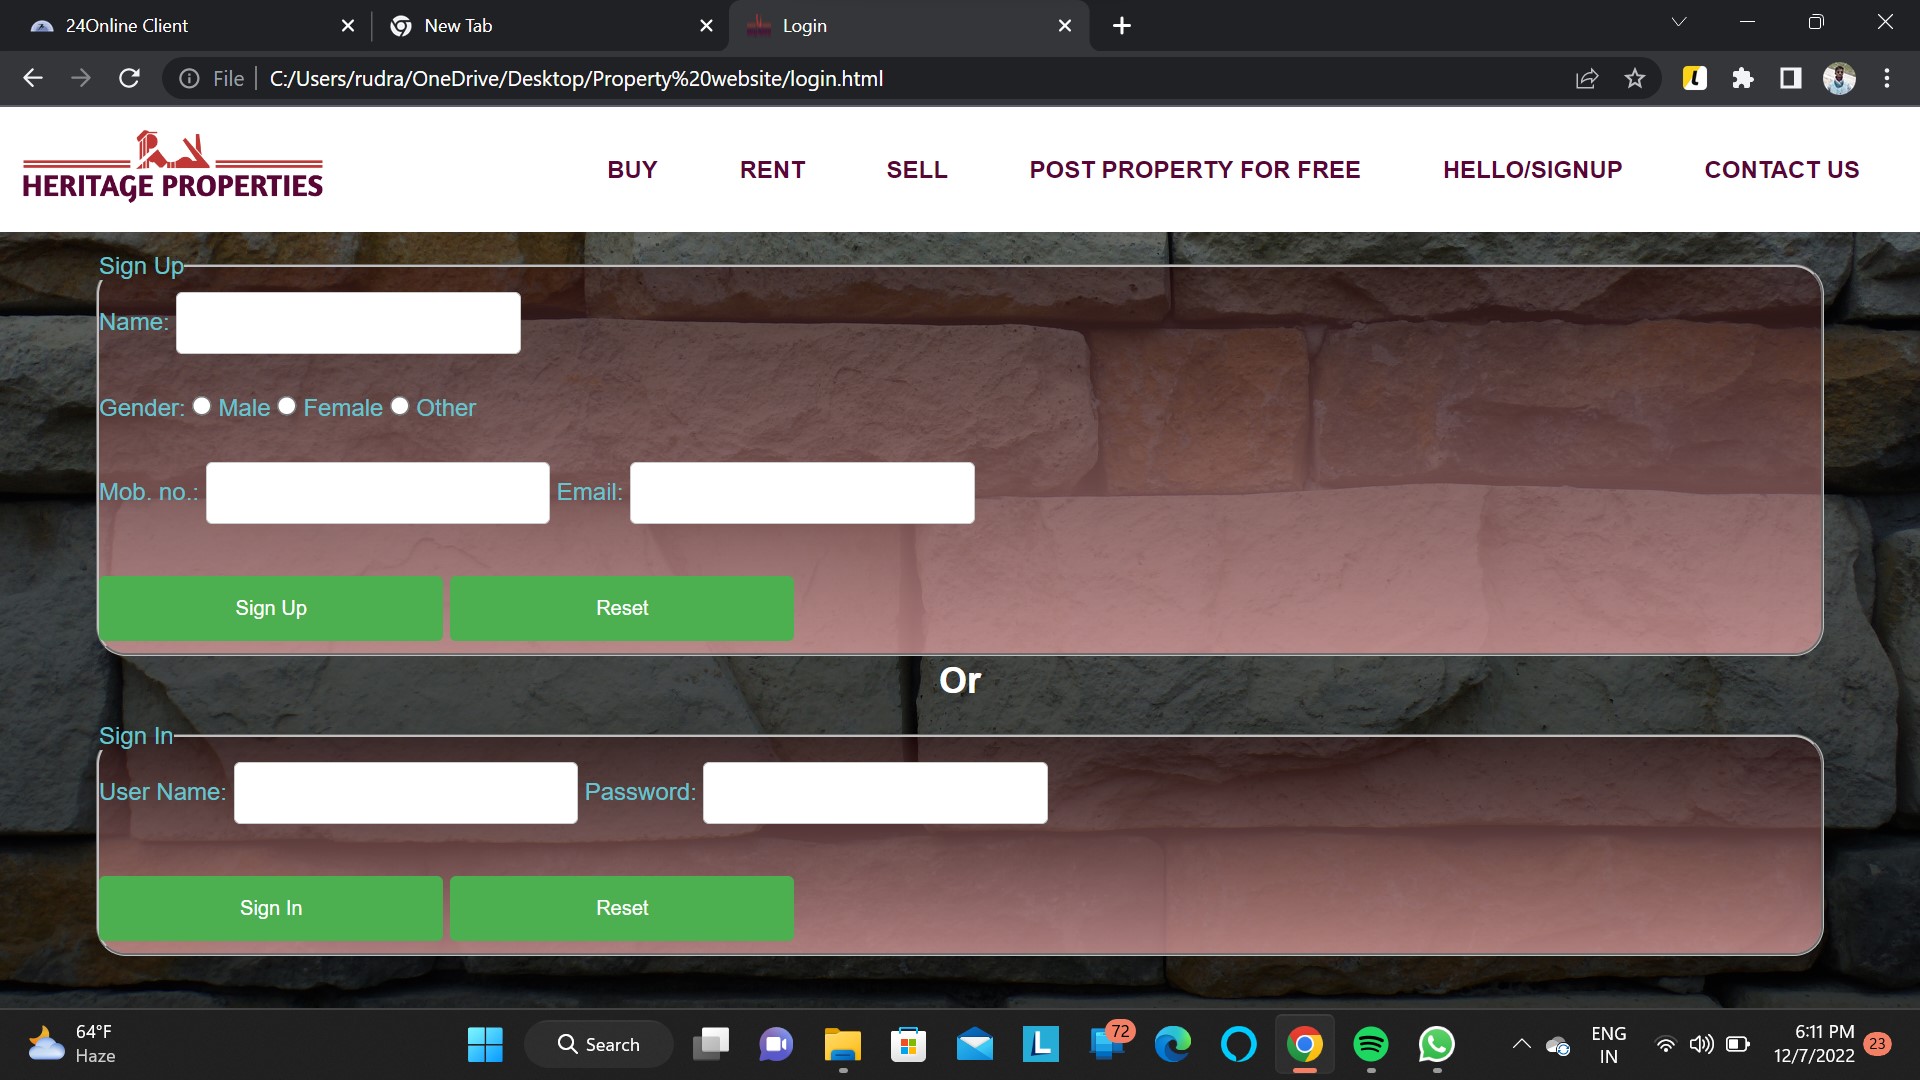 24Online Client
New Tab
Login
File
C:/Users/rudra/OneDrive/Desktop/Property%20website/login.html
HERITAGE PROPERTIES
BUY
RENT
SELL
POST PROPERTY FOR FREE
HELLO/SIGNUP
CONTACT US
Sign Up
Name:
Gender: Male Female Other
Mob. no.: Email:
Sign Up Reset
Or
Sign In
User Name: Password:
Sign In Reset
64°F
Haze
Search
L
72
ENG
IN
6:11 PM
12/7/2022
23